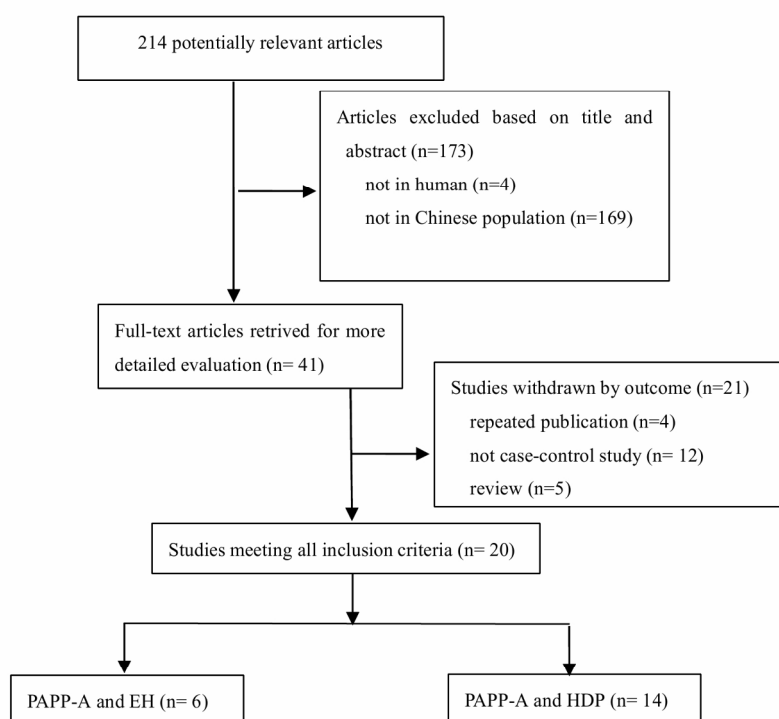 214 potentially relevant articles
Articles excluded based on title and
abstract (n=173)
not in human (n=4)
not in Chinese population (n=169)
Full-text articles retrived for more
detailed evaluation (n= 41)
Studies withdrawn by outcome (n=21)
repeated publication (n=4)
not case-control study (n= 12)
review (n=5)
Studies meeting all inclusion criteria (n= 20)
PAPP-A and EH (n= 6)
PAPP-A and HDP (n= 14)